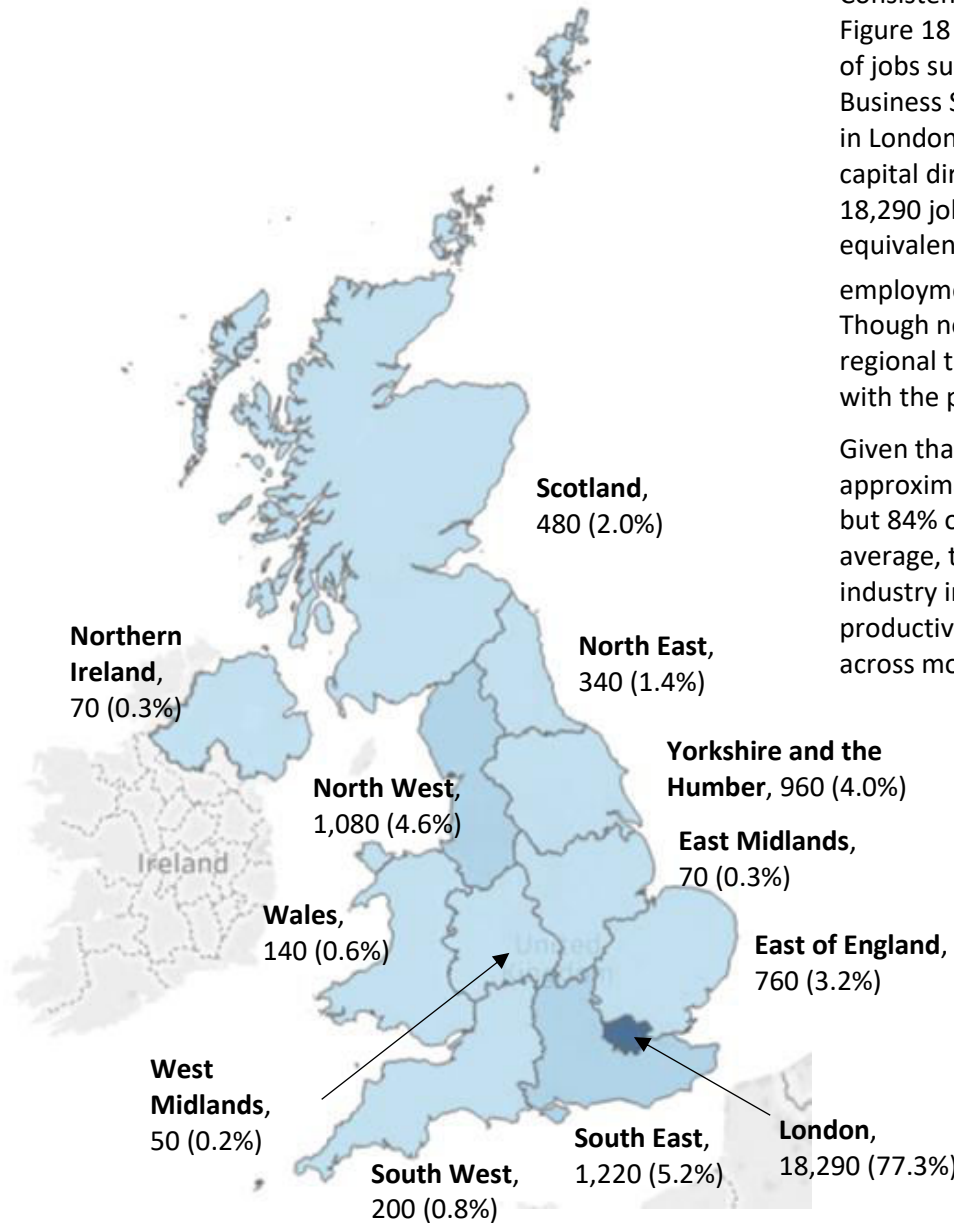 Consisten
Figure 18
of jobs su
Business S
in London
capital dir
18,290 jo
equivalen
employme
Though n
regional t
with the p
Given tha
approxim
but 84% o
average, t
industry i
productiv
across mo
Scotland,
480 (2.0%)
Northern
Ireland,
70 (0.3%)
North East,
340 (1.4%)
Yorkshire and the
Humber, 960 (4.0%)
North West,
1,080 (4.6%)
East Midlands,
70 (0.3%)
Ireland
Wales,
140 (0.6%)
United
East of England,
760 (3.2%)
West
Midlands,
50 (0.2%)
South West,
200 (0.8%)
South East,
1,220 (5.2%)
London,
18,290 (77.3%)